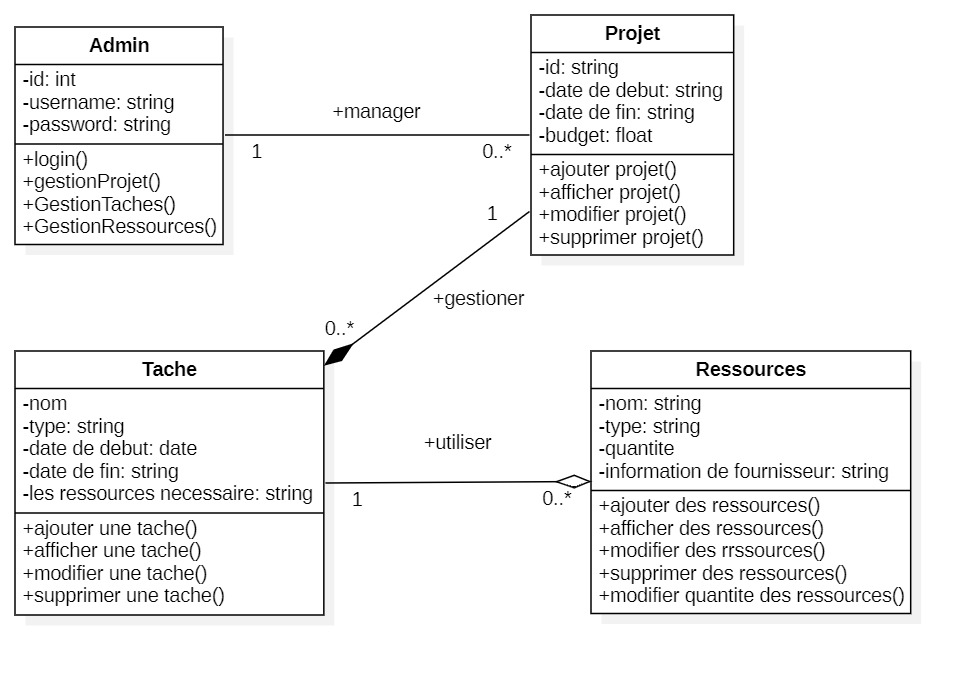 Admin
-id: int
-username: string
-password: string
+login()
+gestionProjet()
+GestionTaches()
+GestionRessources()
+manager
1
0..*
Projet
-id: string
-date de debut: string
-date de fin: string
-budget: float
+ajouter projet()
+afficher projet()
+modifier projet()
+supprimer projet()
1
+gestioner
0..*
Tache
-nom
-type: string
-date de debut: date
-date de fin: string
-les ressources necessaire: string
+ajouter une tache()
+afficher une tache()
+modifier une tache()
+supprimer une tache()
+utiliser
1
0..*
Ressources
-nom: string
-type: string
-quantite
-information de fournisseur: string
+ajouter des ressources()
+afficher des ressources()
+modifier des rrssources()
+supprimer des ressources()
+modifier quantite des ressources()